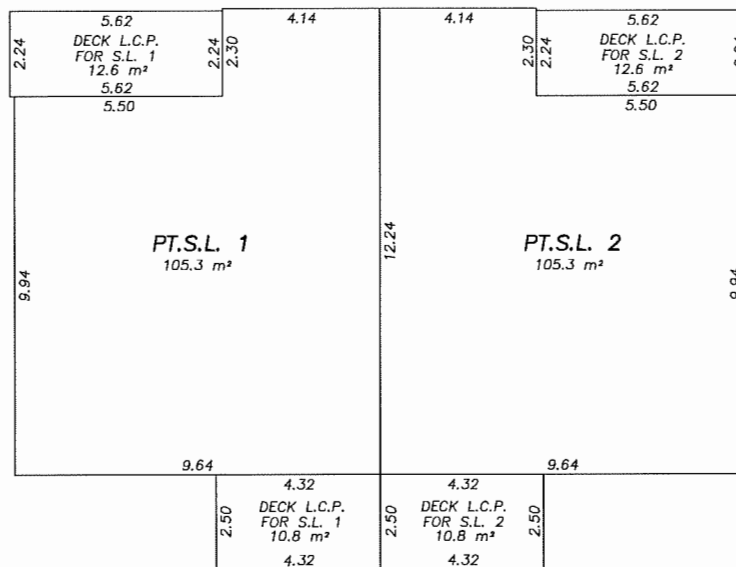 5.62
4.14
4.14
5.62
2.24
DECK L.C.P.
FOR S.L. 1
12.6 m²
2.24
2.30
2.30
2.24
DECK L.C.P.
FOR S.L. 2
12.6 m²
5.62
5.62
5.50
5.50
PT.S.L. 1
105.3 m²
12.24
PT.S.L. 2
105.3 m²
9.94
9.94
9.64
9.64
4.32
4.32
2.50
DECK L.C.P.
FOR S.L. 1
10.8 m²
2.50
DECK L.C.P.
FOR S.L. 2
10.8 m²
2.50
4.32
4.32